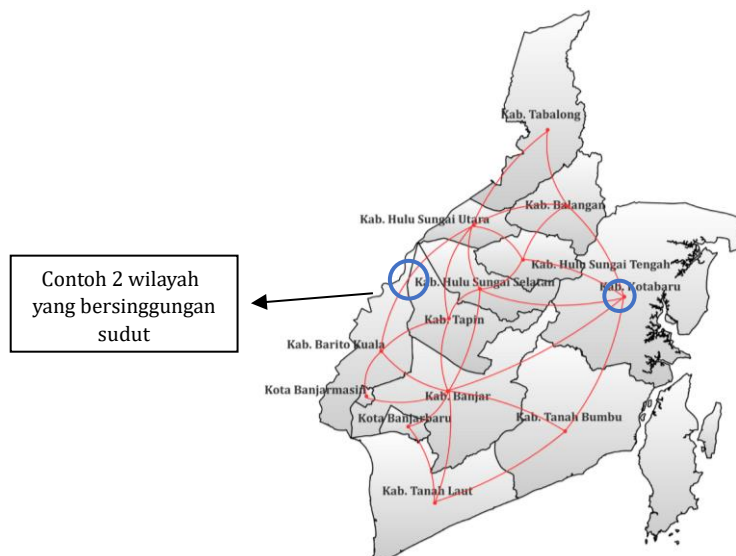 Kab. Tabalong
Kab. Balangan
Kab. Hulu Sungai Utara
Kab. Hulu Sungai Tengah
Kab. Hulu Sungai Selatan
Kab. Kotabaru
Contoh 2 wilayah
yang bersinggungan
sudut
Kab. Tapin
Kab. Barito Kuala
Kota Banjarmasin
Kab. Banjar
Kota Banjarbaru
Kab. Tanah Bumbu
Kab. Tanah Laut